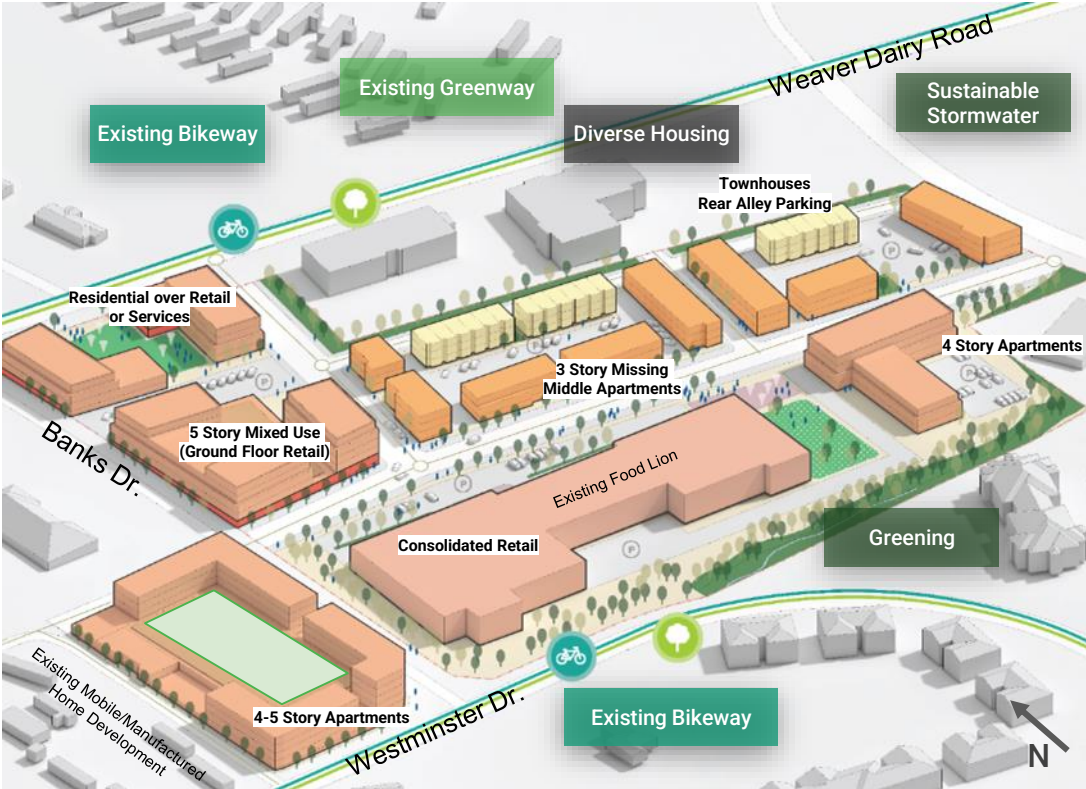 Weaver Dairy Road
Existing Greenway
Sustainable
Stormwater
Existing Bikeway
Diverse Housing
Townhouses
Rear Alley Parking
P
Residential over Retail
or Services
P
4 Story Apartments
P
P
3 Story Missing
Middle Apartments
5 Story Mixed Use
(Ground Floor Retail)
Banks Dr.
P
Existing Food Lion
Consolidated Retail
P
Greening
Existing Mobile/Manufactured
Home Development
4-5 Story Apartments
Westminster Dr.
Existing Bikeway
N